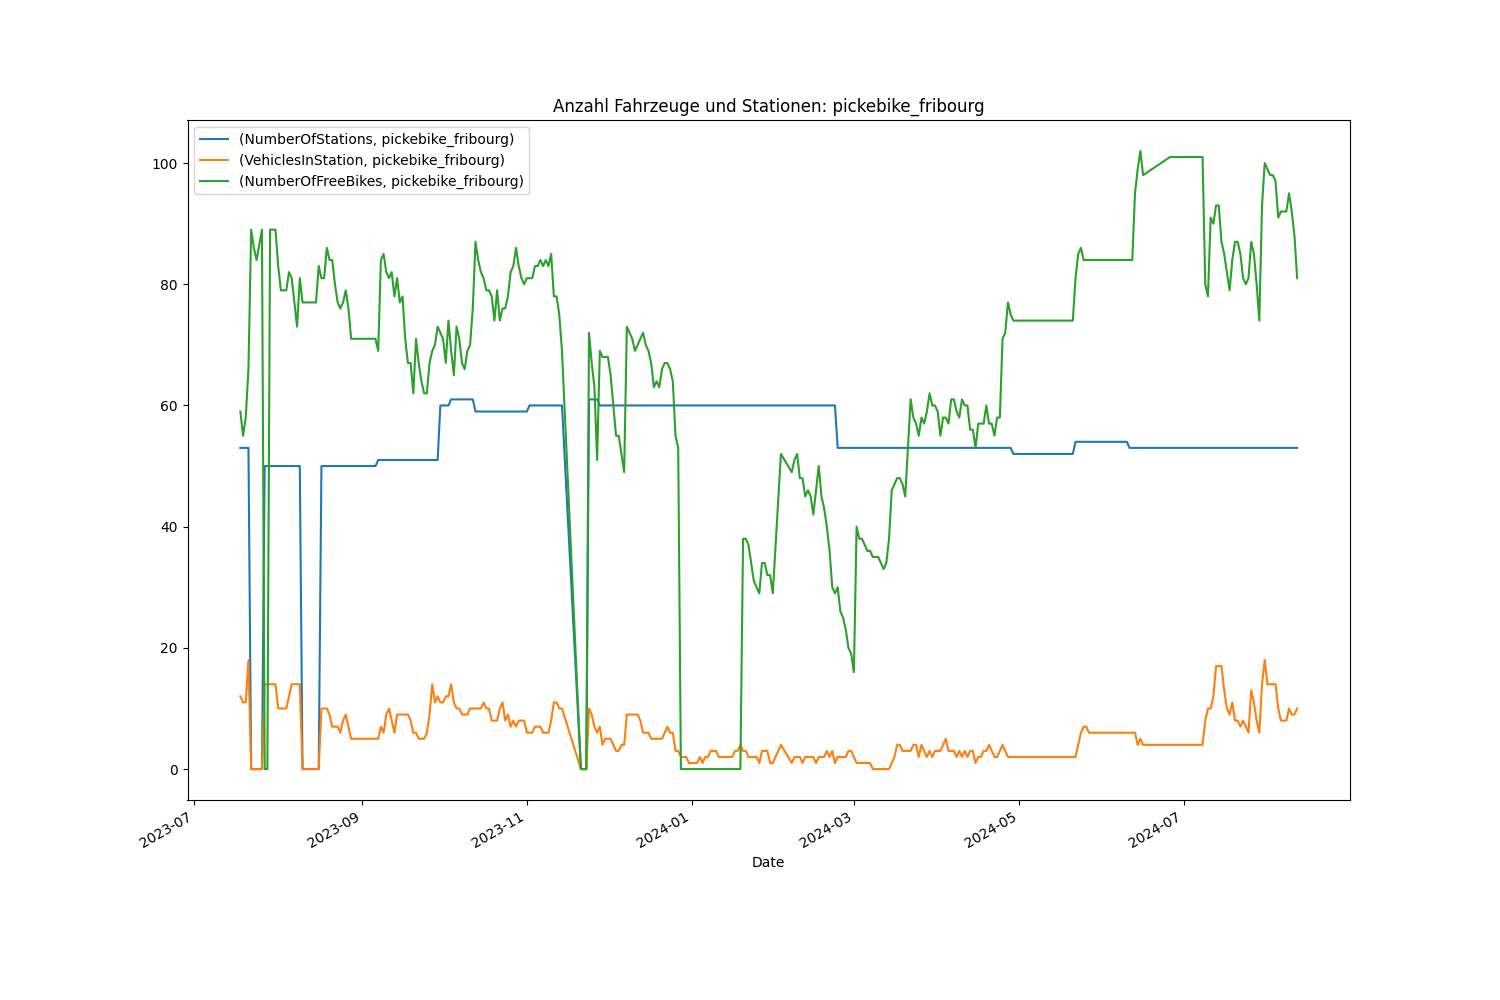 Anzahl Fahrzeuge und Stationen: pickebike_fribourg
(NumberOfStations, pickebike_fribourg)
(VehiclesInStation, pickebike_fribourg)
(NumberOfFreeBikes, pickebike_fribourg)
100
80
60
40
20
0
2023-07
2023-09
2023-11
2024-01
2024-03
2024-05
2024-07
Date